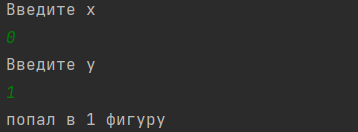 Введите x
0
Введите y
1
попал в 1 фигуру